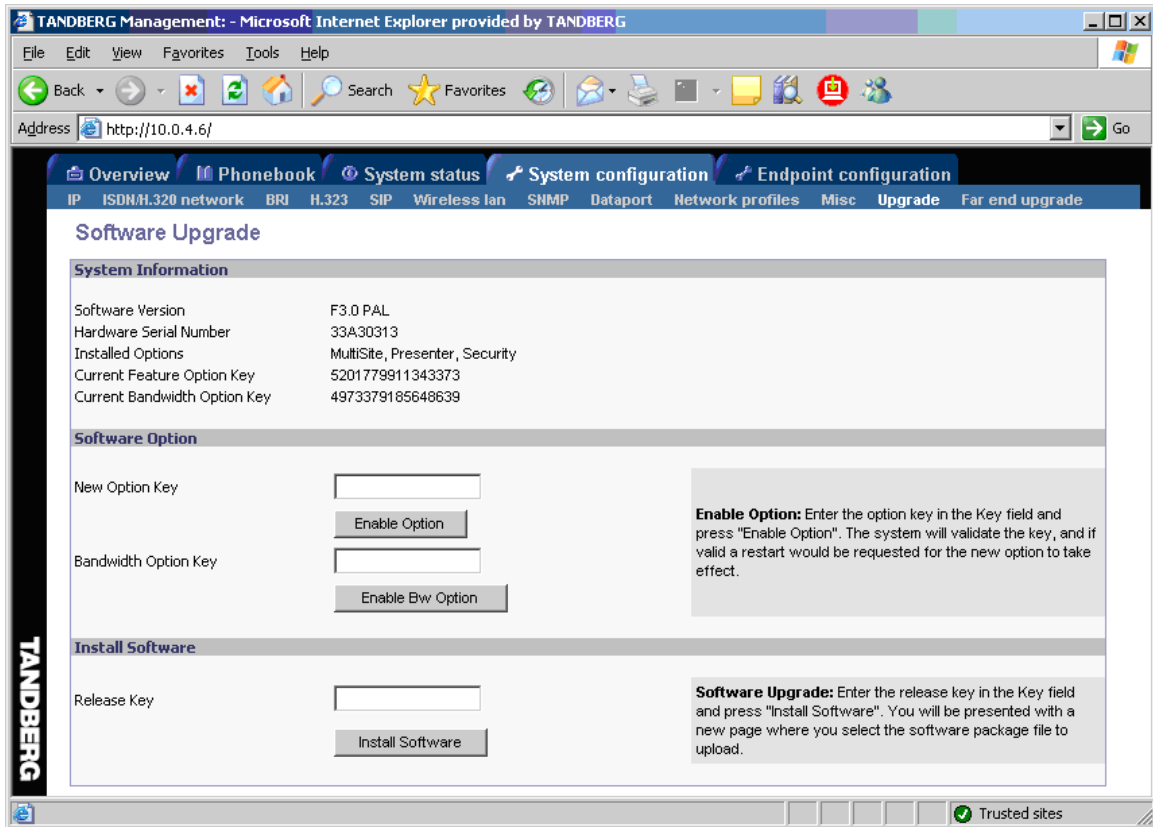 TANDBERG Management: - Microsoft Internet Explorer provided by TANDBERG
File Edit View Favorites Tools Help
Back Search Favorites
Address http://10.0.4.6/ Go
Overview Phonebook System status System configuration Endpoint configuration
IP ISDN/H.320 network BRI H.323 SIP Wireless lan SNMP Dataport Network profiles Misc Upgrade Far end upgrade
Software Upgrade
System Information
Software Version F3.0 PAL
Hardware Serial Number 33A30313
Installed Options MultiSite, Presenter, Security
Current Feature Option Key 5201779911343373
Current Bandwidth Option Key 4973379185648639
Software Option
New Option Key
Enable Option
Bandwidth Option Key
Enable Bw Option
Enable Option: Enter the option key in the Key field and
press "Enable Option". The system will validate the key, and if
valid a restart would be requested for the new option to take
effect.
Install Software
Release Key
Install Software
Software Upgrade: Enter the release key in the Key field
and press "Install Software". You will be presented with a
new page where you select the software package file to
upload.
TANDBERG
Trusted sites